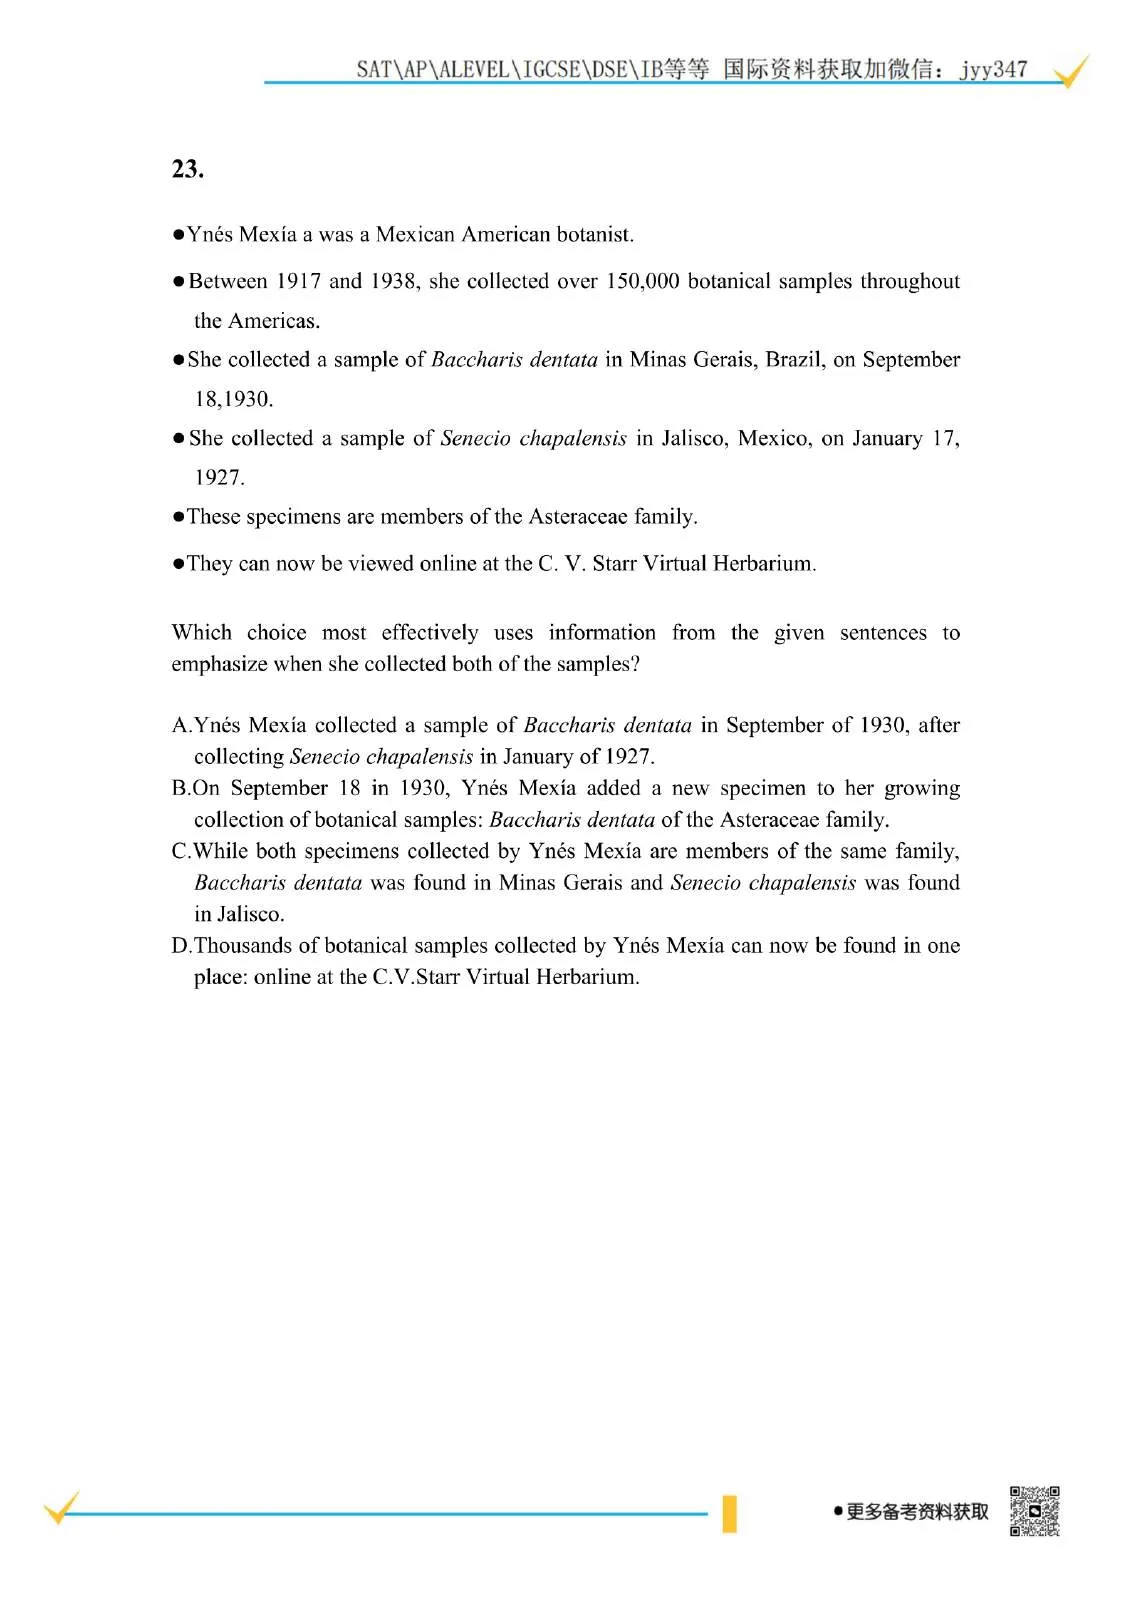 SAT\AP\ALEVEL\IGCSE\DSE\IB等等 国际资料获取加微信：jyy347
23.
●Ynés Mexía a was a Mexican American botanist.
●Between 1917 and 1938, she collected over 150,000 botanical samples throughout
the Americas.
●She collected a sample of Baccharis dentata in Minas Gerais, Brazil, on September
18,1930.
●She collected a sample of Senecio chapalensis in Jalisco, Mexico, on January 17,
1927.
●These specimens are members of the Asteraceae family.
●They can now be viewed online at the C. V. Starr Virtual Herbarium.
Which choice most effectively uses information from the given sentences to
emphasize when she collected both of the samples?
A.Ynés Mexía collected a sample of Baccharis dentata in September of 1930, after
collecting Senecio chapalensis in January of 1927.
B.On September 18 in 1930, Ynés Mexía added a new specimen to her growing
collection of botanical samples: Baccharis dentata of the Asteraceae family.
C.While both specimens collected by Ynés Mexía are members of the same family,
Baccharis dentata was found in Minas Gerais and Senecio chapalensis was found
in Jalisco.
D.Thousands of botanical samples collected by Ynés Mexía can now be found in one
place: online at the C.V.Starr Virtual Herbarium.
●更多备考资料获取